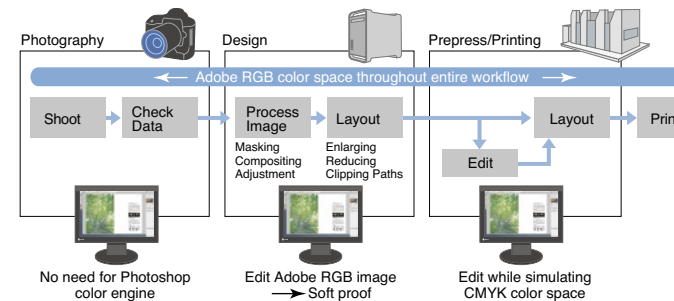 Photography
Design
Prepress/Printing
Adobe RGB color space throughout entire workflow
Shoot
Check
Data
Process
Image
Layout
Layout
Masking
Compositing
Adjustment
Enlarging
Reducing
Clipping Paths
Edit
No need for Photoshop
color engine
Edit Adobe RGB image
Soft proof
Edit while simulating
CMYK color space